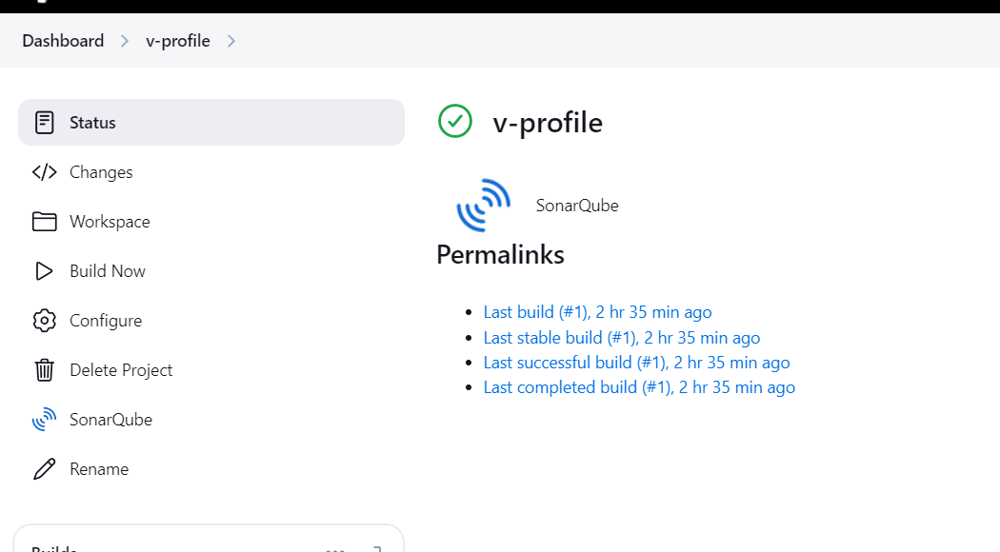 Dashboard > v-profile >
Status
Changes
Workspace
Build Now
Configure
Delete Project
SonarQube
Rename
v-profile
SonarQube
Permalinks
Last build (#1), 2 hr 35 min ago
Last stable build (#1), 2 hr 35 min ago
Last successful build (#1), 2 hr 35 min ago
Last completed build (#1), 2 hr 35 min ago
Builds